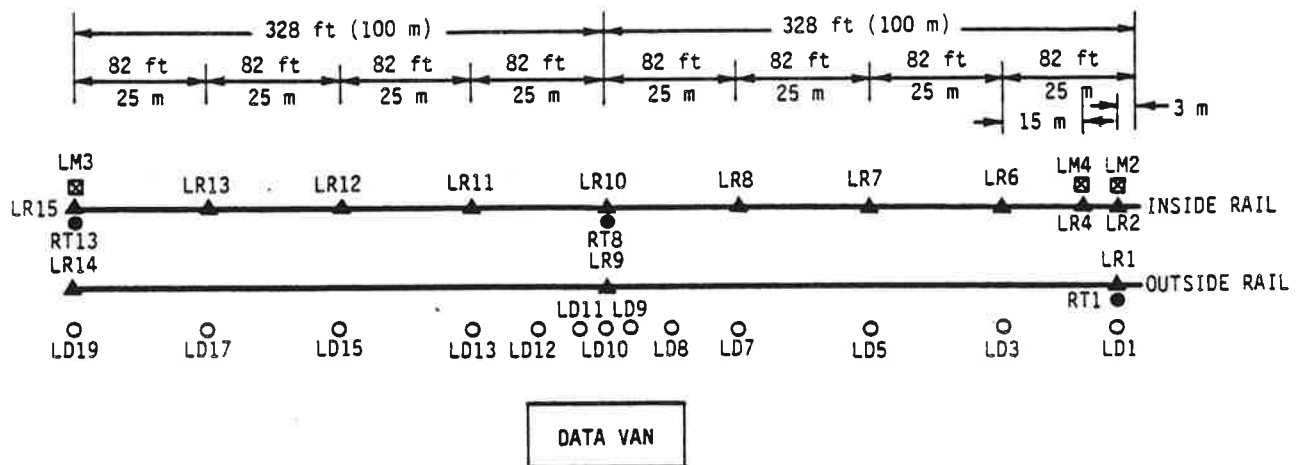 328 ft (100 m) 328 ft (100 m)
82 ft 82 ft 82 ft 82 ft 82 ft 82 ft 82 ft 82 ft
25 m 25 m 25 m 25 m 25 m 25 m 25 m 25 m
3 m
15 m
LM3 LM4 LM2
LR13 LR12 LR11 LR10 LR8 LR7 LR6
LR15 INSIDE RAIL
LR4 LR2
RT13 RT8
LR14 LR9 LR1
OUTSIDE RAIL
RT1
LD11 LD9
LD19 LD17 LD15 LD13 LD12 LD10 LD8 LD7 LD5 LD3 LD1
DATA VAN